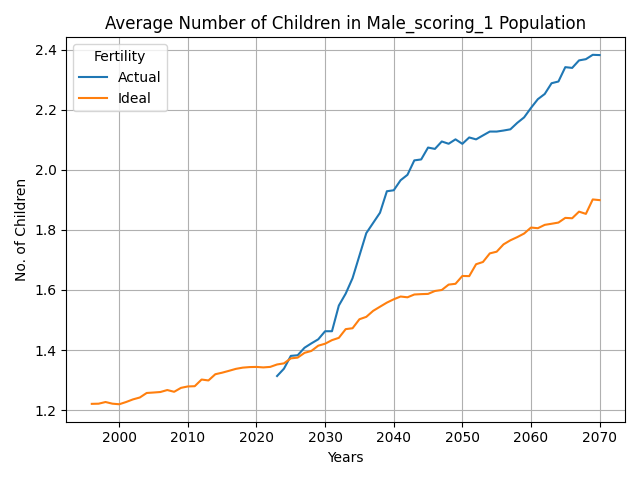 Average Number of Children in Male_scoring_1 Population
Fertility
Actual
Ideal
No. of Children
2.4
2.2
2.0
1.8
1.6
1.4
1.2
2000 2010 2020 2030 2040 2050 2060 2070
Years